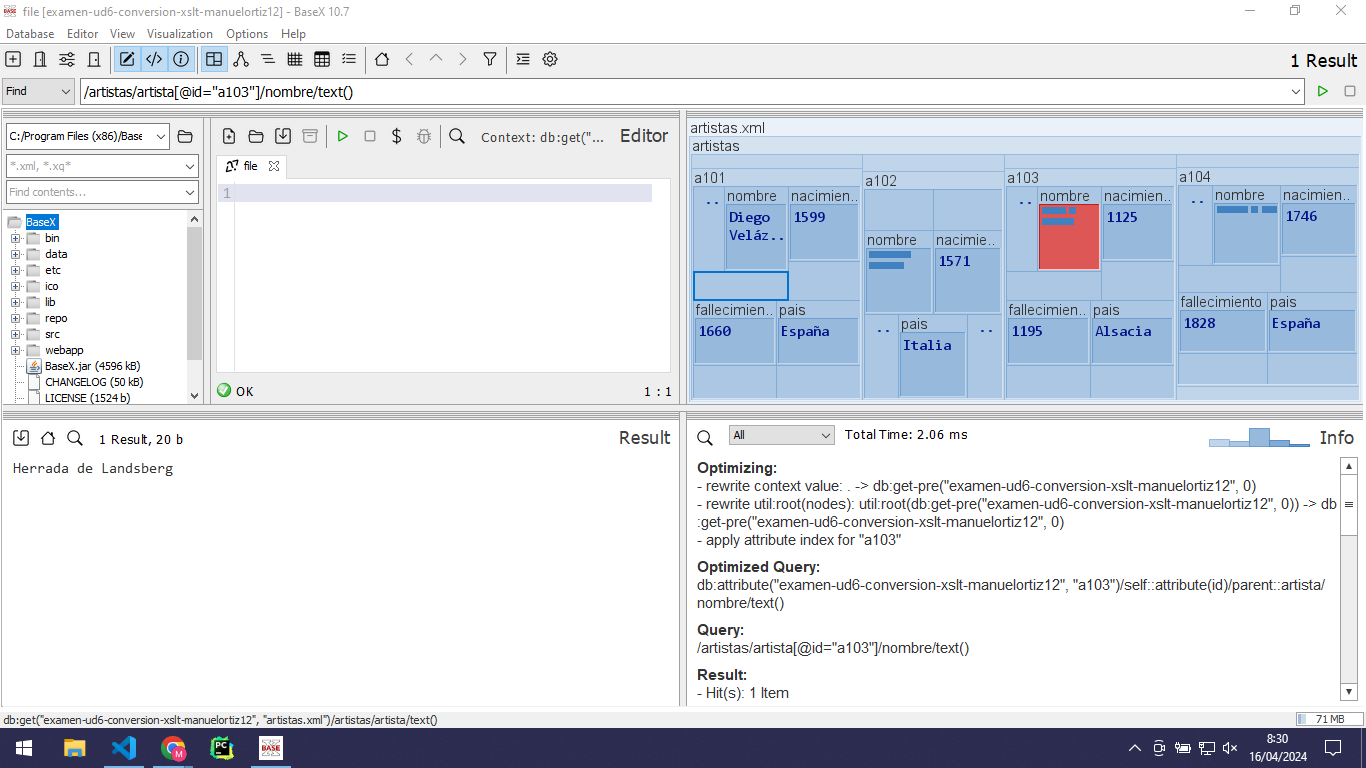 file [examen-ud6-conversion-xslt-manuelortiz12] - BaseX 10.7
Database Editor View Visualization Options Help
1 Result
Find /artistas/artista[@id="a103"]/nombre/text()
C:/Program Files (x86)/Base
*.xml, *.xq*
Find contents...
BaseX
bin
data
etc
ico
lib
repo
src
webapp
BaseX.jar (4596 kB)
CHANGELOG (50 kB)
LICENSE (1524 b)
Context: db:get("... Editor
file
1
OK 1 : 1
artistas.xml
artistas
a101 a102 a103 a104
.. nombre nacimien..
Diego Veláz.. 1599
fallecimien.. pais
1660 España
nombre nacimie..
1571
.. pais ..
Italia
.. nombre nacimien..
1125
fallecimien.. pais
1195 Alsacia
.. nombre nacimien..
1746
fallecimiento pais
1828 España
1 Result, 20 b Result
Herrada de Landsberg
All Total Time: 2.06 ms Info
Optimizing:
- rewrite context value: . -> db:get-pre("examen-ud6-conversion-xslt-manuelortiz12", 0)
- rewrite util:root(nodes): util:root(db:get-pre("examen-ud6-conversion-xslt-manuelortiz12", 0)) -> db
:get-pre("examen-ud6-conversion-xslt-manuelortiz12", 0)
- apply attribute index for "a103"
Optimized Query:
db:attribute("examen-ud6-conversion-xslt-manuelortiz12", "a103")/self::attribute(id)/parent::artista/
nombre/text()
Query:
/artistas/artista[@id="a103"]/nombre/text()
Result:
- Hit(s): 1 Item
db:get("examen-ud6-conversion-xslt-manuelortiz12", "artistas.xml")/artistas/artista/text()
71 MB
M
PC
BASE
8:30
16/04/2024